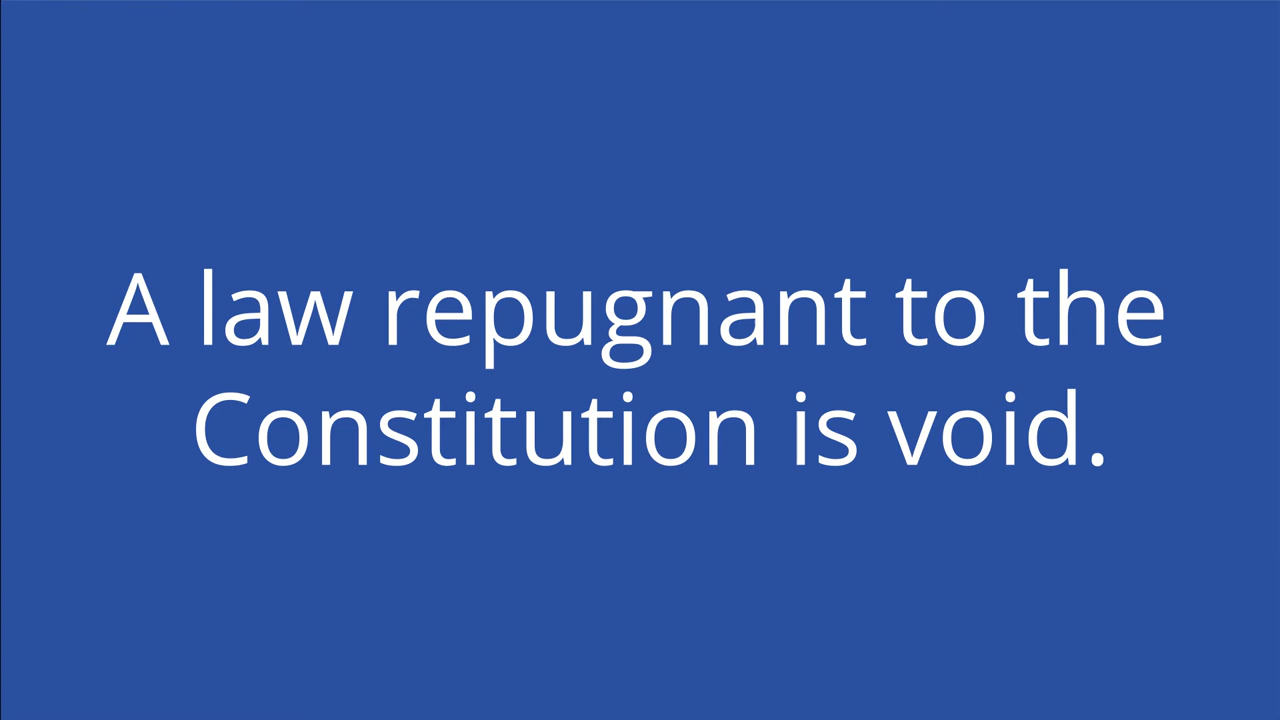 A law repugnant to the
Constitution is void.